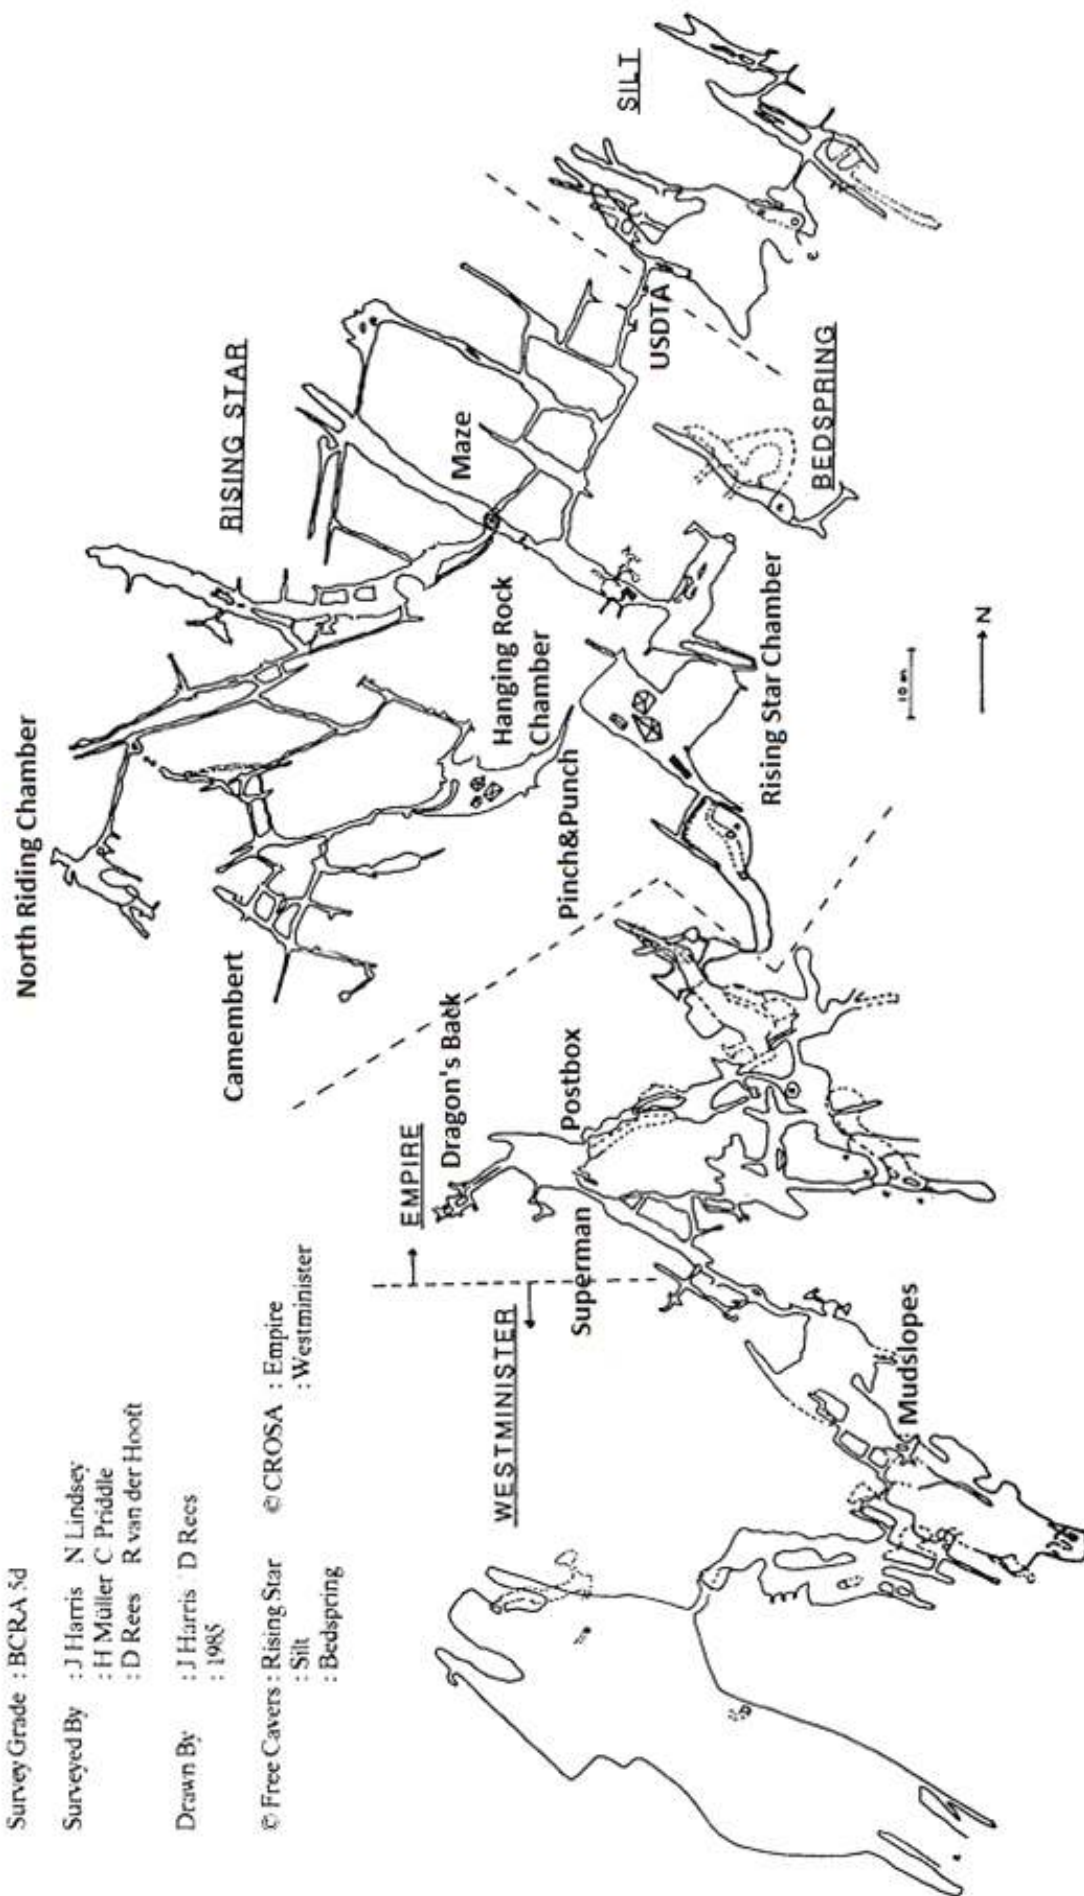 Survey Grade : BCRA 5d
Surveyed By : J Harris N Lindsey
: H Müller C Priddle
: D Rees R van der Hooft
Drawn By : J Harris D Rees
: 1985
© Free Cavers : Rising Star © CROSA : Empire
: Silt : Westminister
: Bedspring
North Riding Chamber
RISING STAR
SILT
Camembert
Maze
USDTA
Hanging Rock
Chamber
BEDSPRING
Pinch&Punch
Rising Star Chamber
EMPIRE
Dragon's Back
Postbox
Superman
WESTMINISTER
Mudslopes
10 m
N